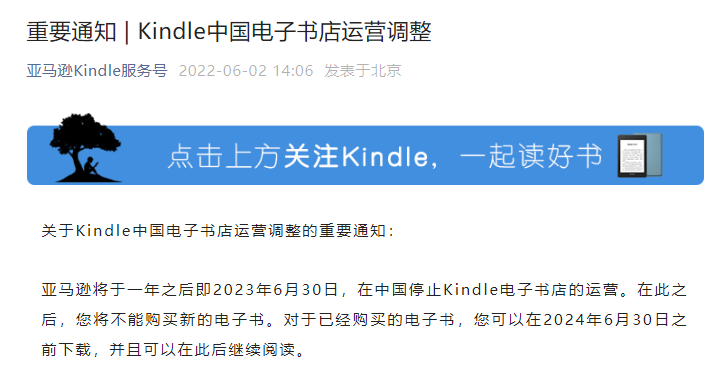 重要通知 | Kindle中国电子书店运营调整
亚马逊Kindle服务号 2022-06-02 14:06 发表于北京
点击上方关注Kindle，一起读好书
关于Kindle中国电子书店运营调整的重要通知：
亚马逊将于一年之后即2023年6月30日，在中国停止Kindle电子书店的运营。在此之
后，您将不能购买新的电子书。对于已经购买的电子书，您可以在2024年6月30日之
前下载，并且可以在此后继续阅读。